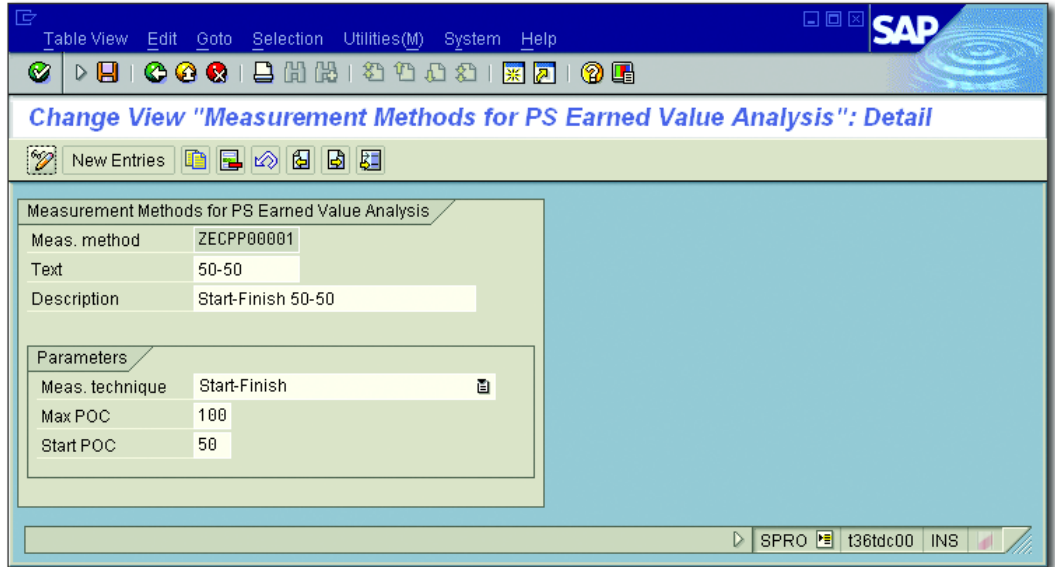 Table View Edit Goto Selection Utilities(M) System Help
SAP
Change View "Measurement Methods for PS Earned Value Analysis": Detail
New Entries
Measurement Methods for PS Earned Value Analysis
Meas. method ZECPP00001
Text 50-50
Description Start-Finish 50-50
Parameters
Meas. technique Start-Finish
Max POC 100
Start POC 50
SPRO t36tdc00 INS